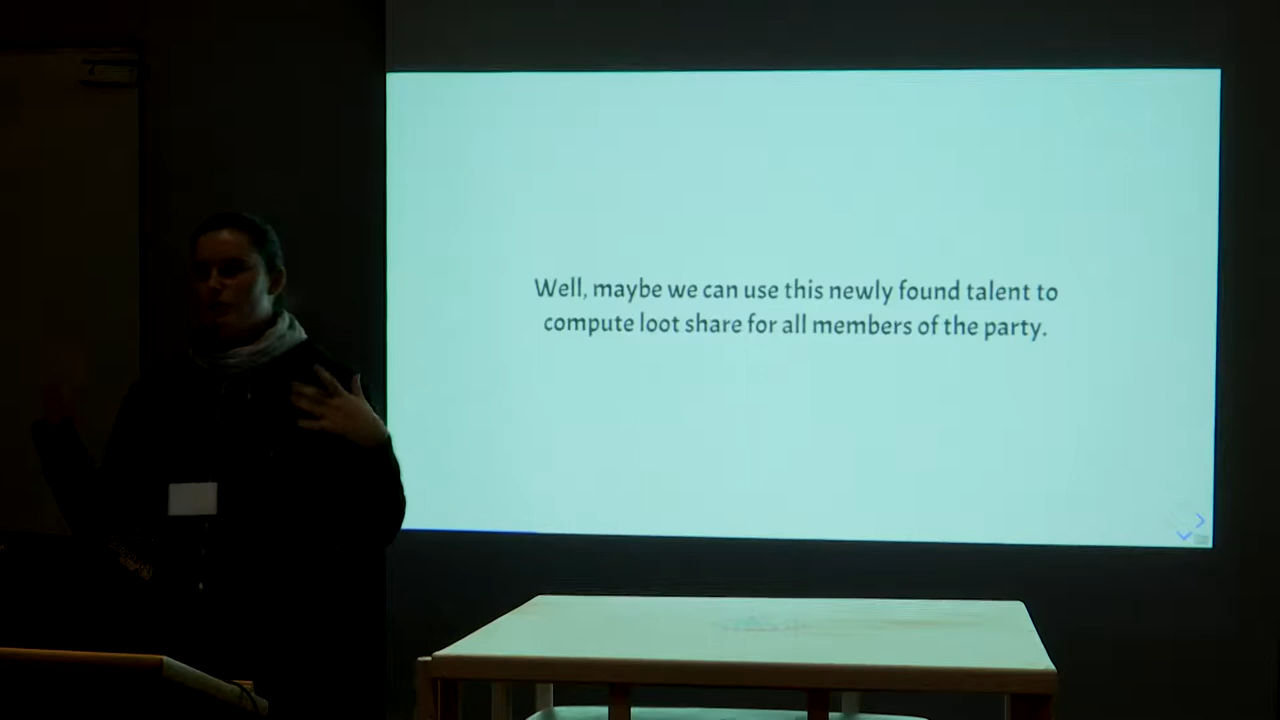 Well, maybe we can use this newly found talent to
compute loot share for all members of the party.